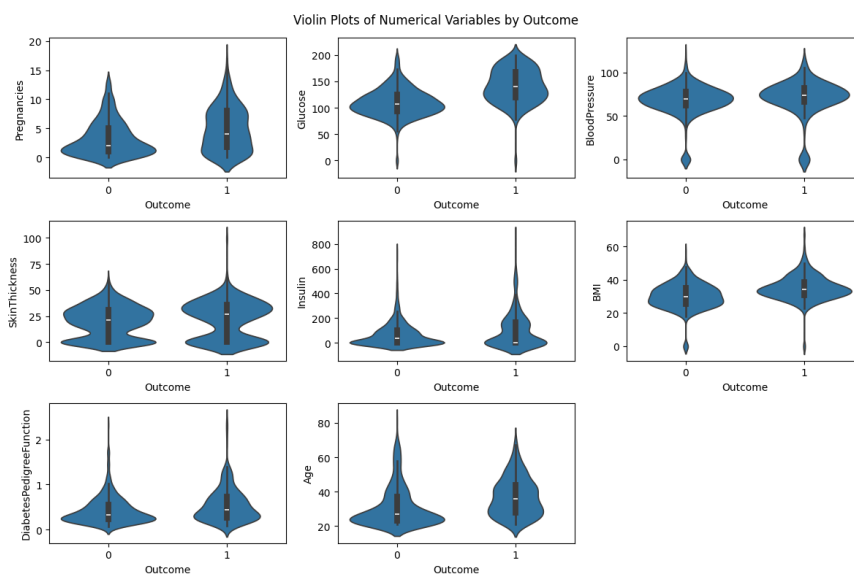 Violin Plots of Numerical Variables by Outcome
Pregnancies
20
15
10
5
0
0 1
Outcome
Glucose
200
150
100
50
0
0 1
Outcome
BloodPressure
100
50
0
0 1
Outcome
SkinThickness
100
75
50
25
0
0 1
Outcome
Insulin
800
600
400
200
0
0 1
Outcome
BMI
60
40
20
0
0 1
Outcome
DiabetesPedigreeFunction
2
1
0
0 1
Outcome
Age
80
60
40
20
0 1
Outcome